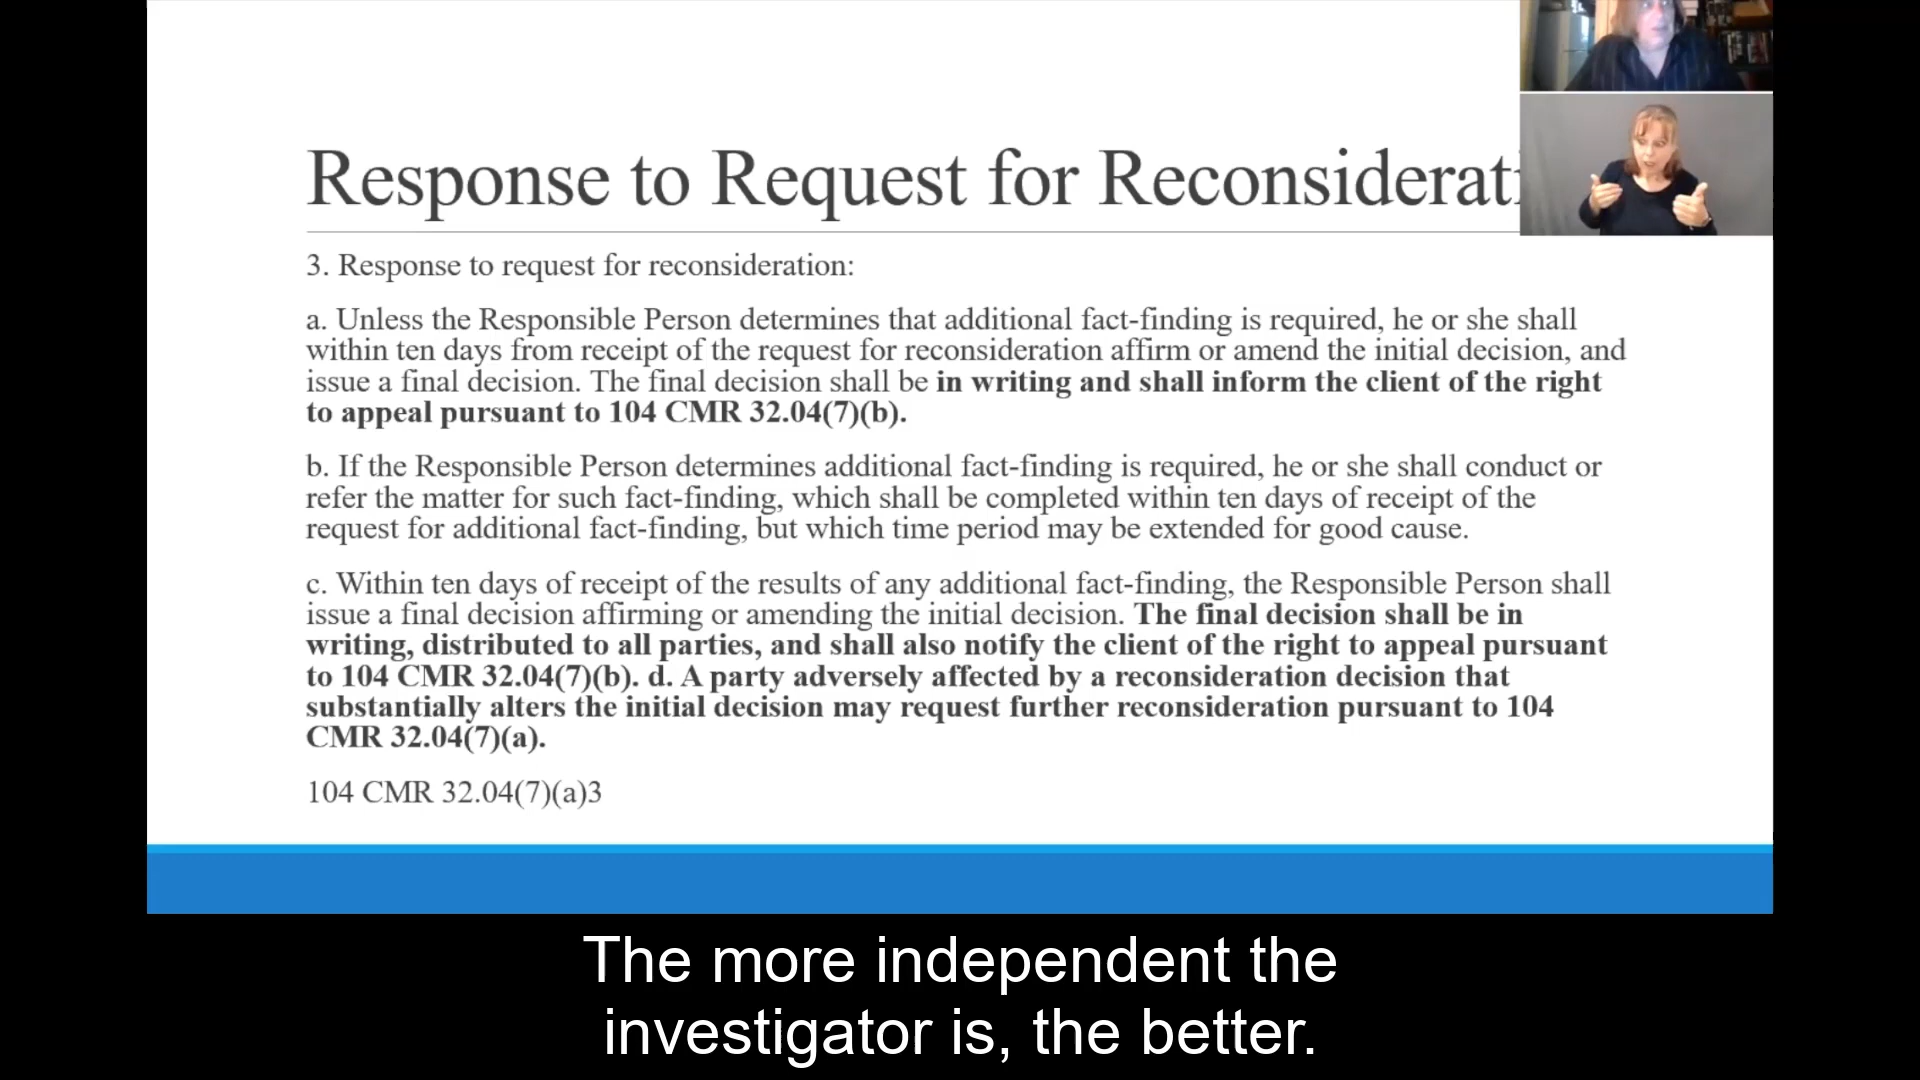 Response to Request for Reconsiderati
3. Response to request for reconsideration:
a. Unless the Responsible Person determines that additional fact-finding is required, he or she shall
within ten days from receipt of the request for reconsideration affirm or amend the initial decision, and
issue a final decision. The final decision shall be in writing and shall inform the client of the right
to appeal pursuant to 104 CMR 32.04(7)(b).
b. If the Responsible Person determines additional fact-finding is required, he or she shall conduct or
refer the matter for such fact-finding, which shall be completed within ten days of receipt of the
request for additional fact-finding, but which time period may be extended for good cause.
c. Within ten days of receipt of the results of any additional fact-finding, the Responsible Person shall
issue a final decision affirming or amending the initial decision. The final decision shall be in
writing, distributed to all parties, and shall also notify the client of the right to appeal pursuant
to 104 CMR 32.04(7)(b). d. A party adversely affected by a reconsideration decision that
substantially alters the initial decision may request further reconsideration pursuant to 104
CMR 32.04(7)(a).
104 CMR 32.04(7)(a)3
The more independent the
investigator is, the better.